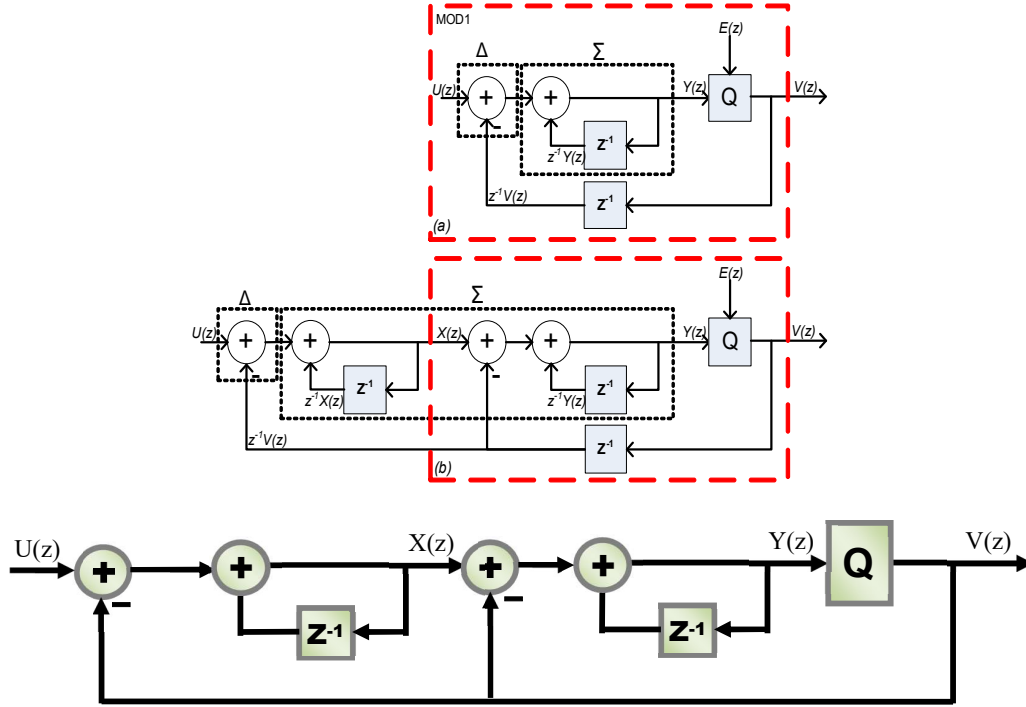 MOD1
E(z)
Δ
Σ
U(z)
+
+
Y(z)
Q
V(z)
-
z⁻¹Y(z)
z⁻¹
z⁻¹V(z)
z⁻¹
(a)
E(z)
Δ
Σ
U(z)
+
+
X(z)
+
+
Y(z)
Q
V(z)
-
-
z⁻¹X(z)
z⁻¹
z⁻¹Y(z)
z⁻¹
z⁻¹V(z)
z⁻¹
(b)
U(z)
+
+
X(z)
+
+
Y(z)
Q
V(z)
-
-
Z⁻¹
Z⁻¹